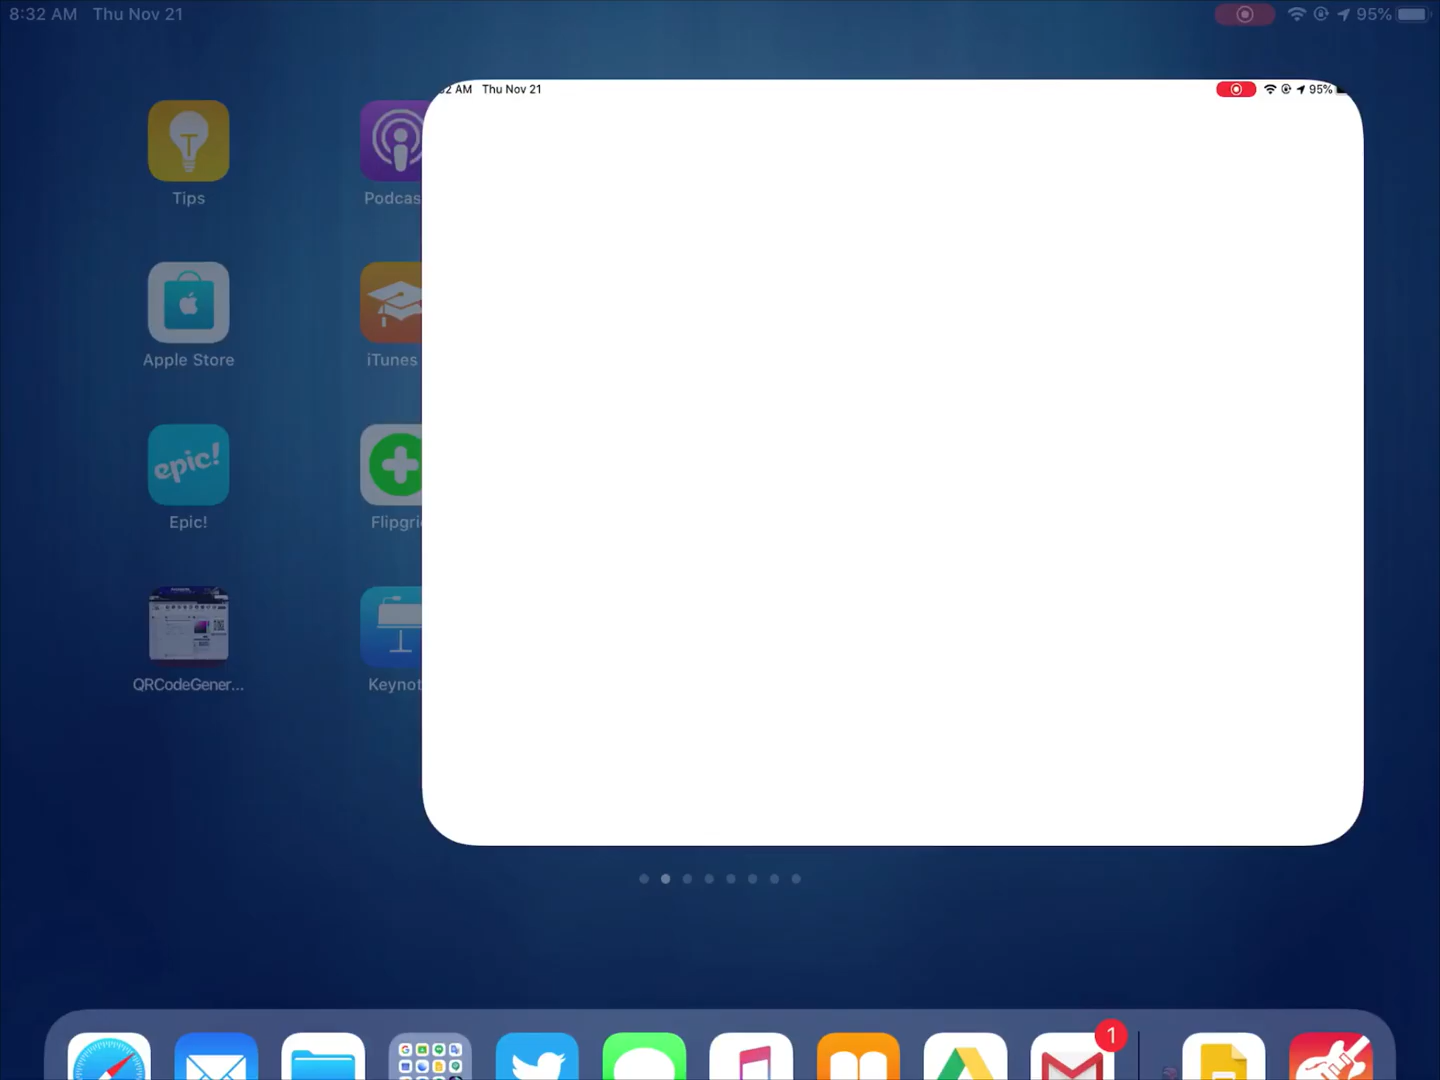 8:32 AM Thu Nov 21
95%
2 AM Thu Nov 21
95%
Tips
Podcas
Apple Store
iTunes
epic!
Epic!
Flipgri
QRCodeGener...
Keynot
1